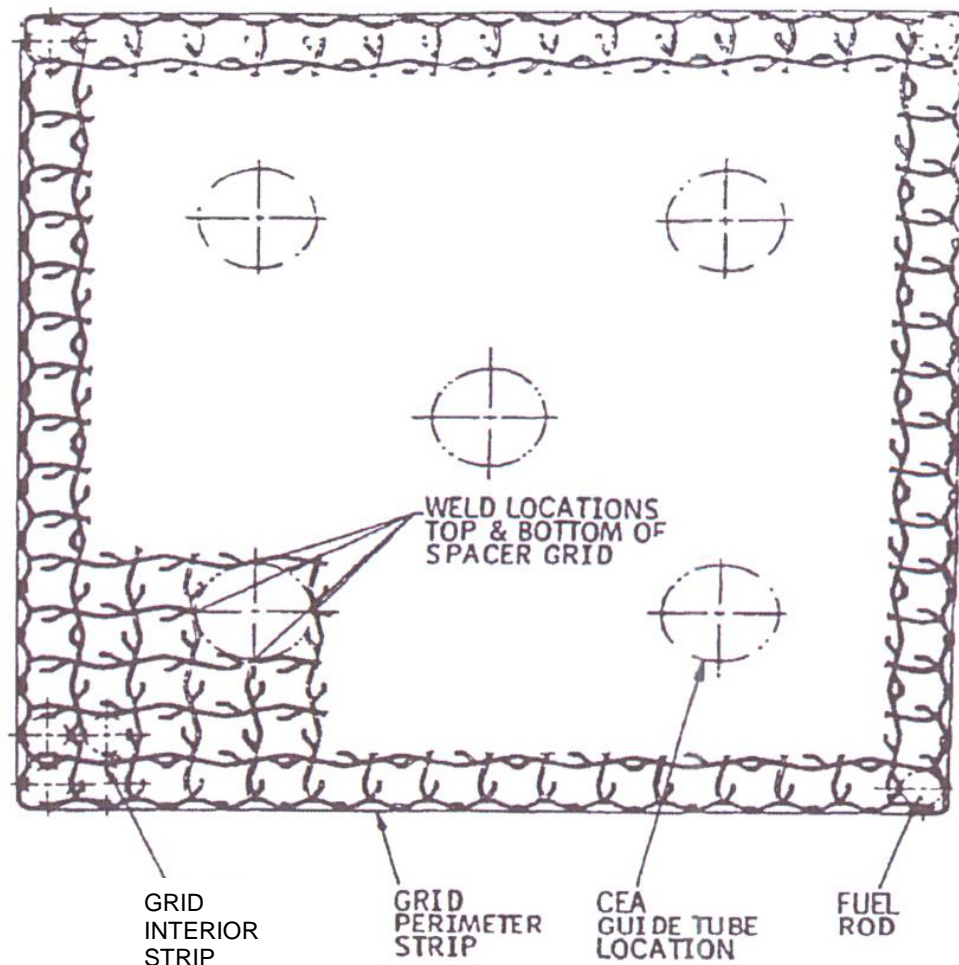 WELD LOCATIONS
TOP & BOTTOM OF
SPACER GRID
GRID
INTERIOR
STRIP
GRID
PERIMETER
STRIP
CEA
GUIDE TUBE
LOCATION
FUEL
ROD